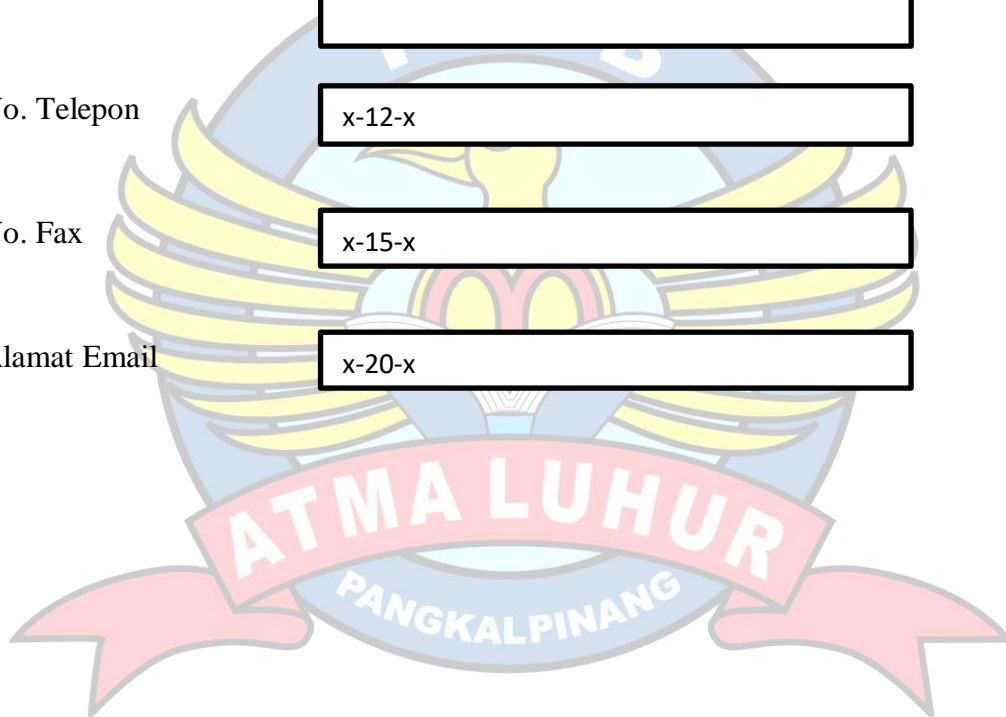 o. Telepon
x-12-x
o. Fax
x-15-x
lamat Email
x-20-x
ATMA LUHUR
PANGKALPINANG